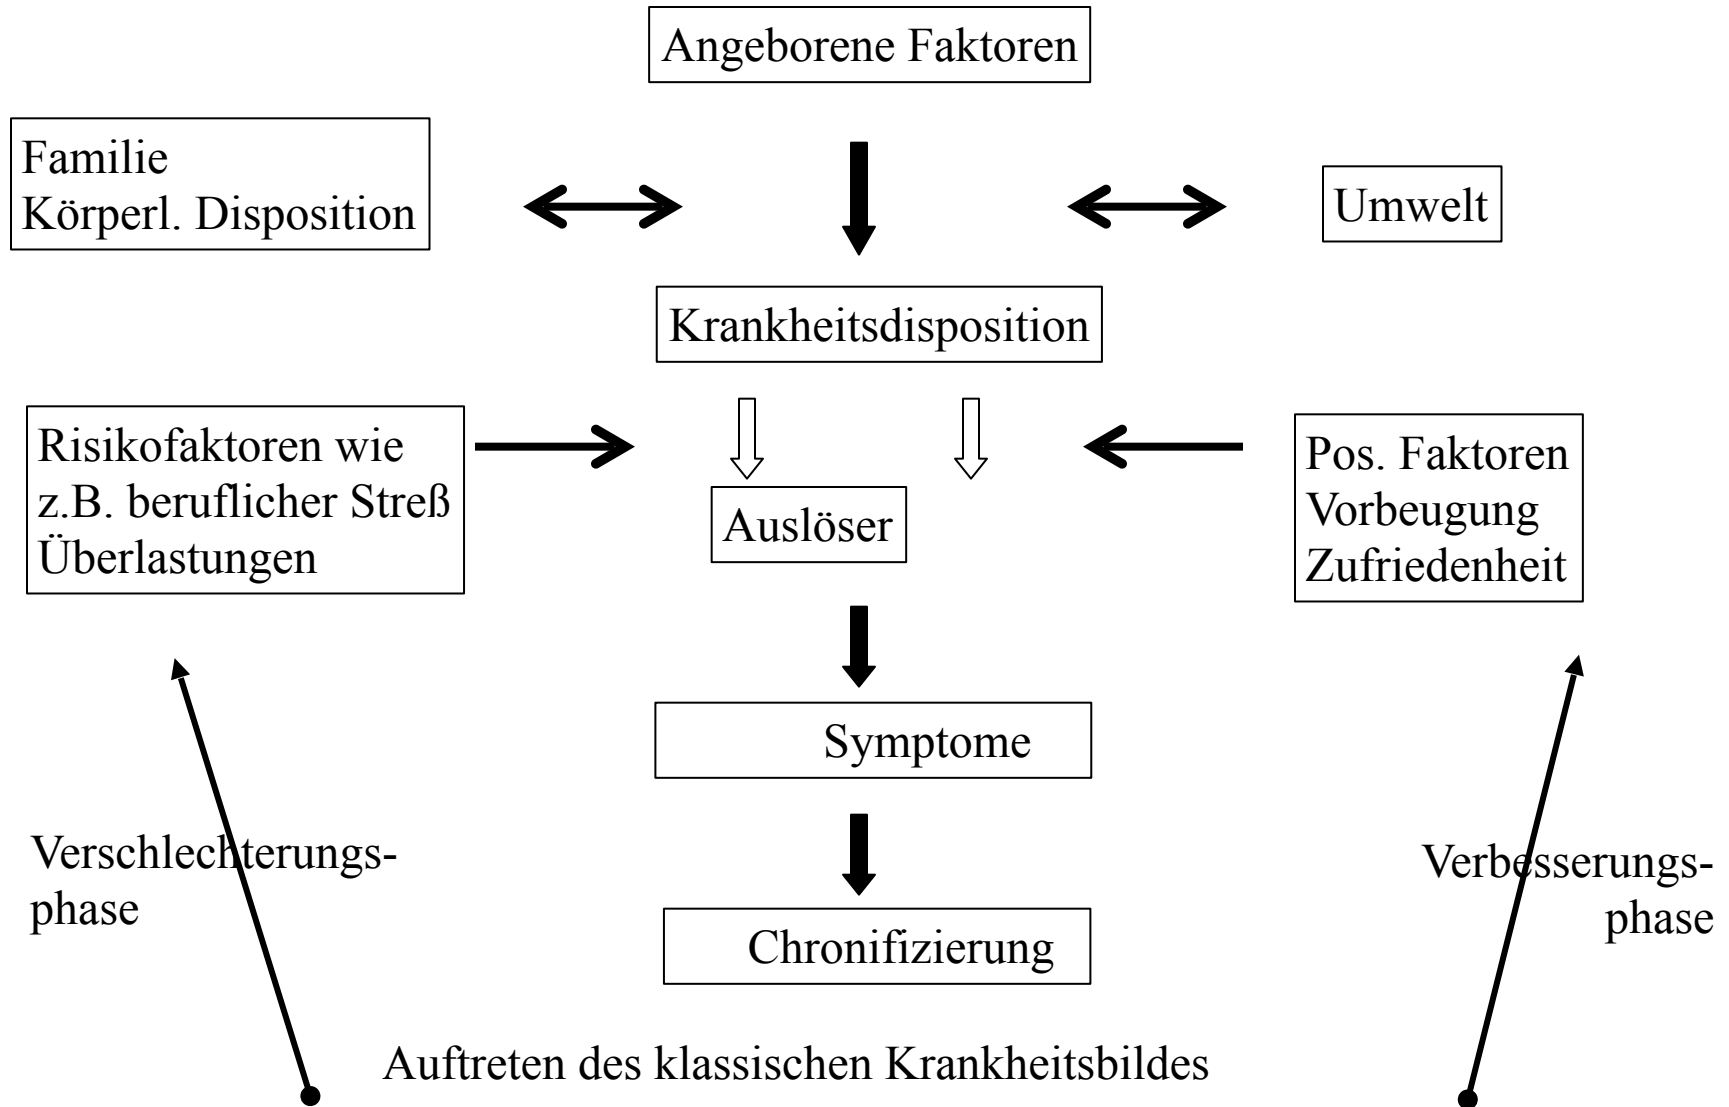 Angeborene Faktoren
Familie
Körperl. Disposition
Umwelt
Krankheitsdisposition
Risikofaktoren wie
z.B. beruflicher Streß
Überlastungen
Auslöser
Pos. Faktoren
Vorbeugung
Zufriedenheit
Symptome
Verschlechterungs-
phase
Verbesserungs-
phase
Chronifizierung
Auftreten des klassischen Krankheitsbildes